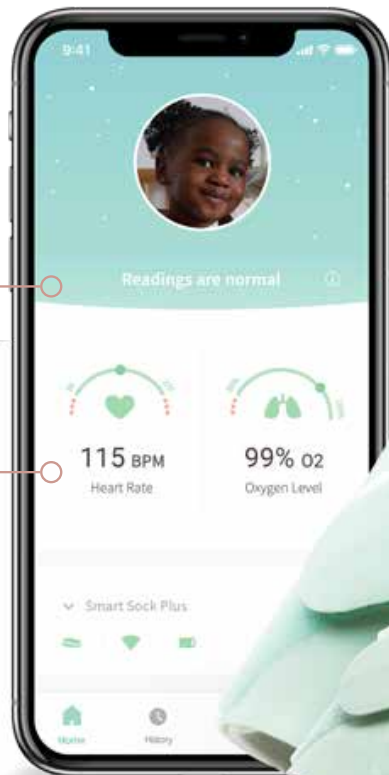 9:41
Readings are normal
115 BPM
Heart Rate
99% O2
Oxygen Level
Smart Sock Plus
Home
History